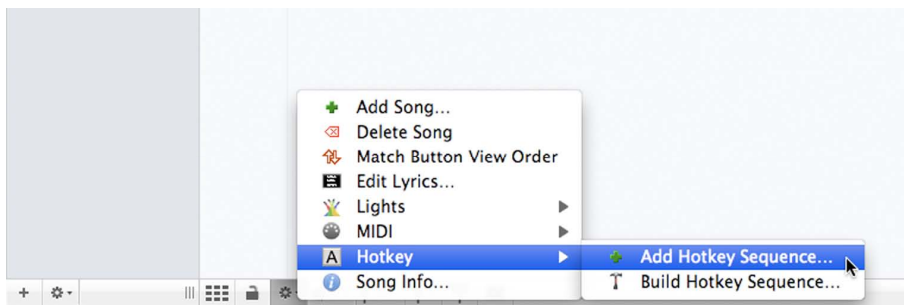 Add Song...
Delete Song
Match Button View Order
Edit Lyrics...
Lights
MIDI
A Hotkey
Add Hotkey Sequence...
Song Info...
Build Hotkey Sequence...